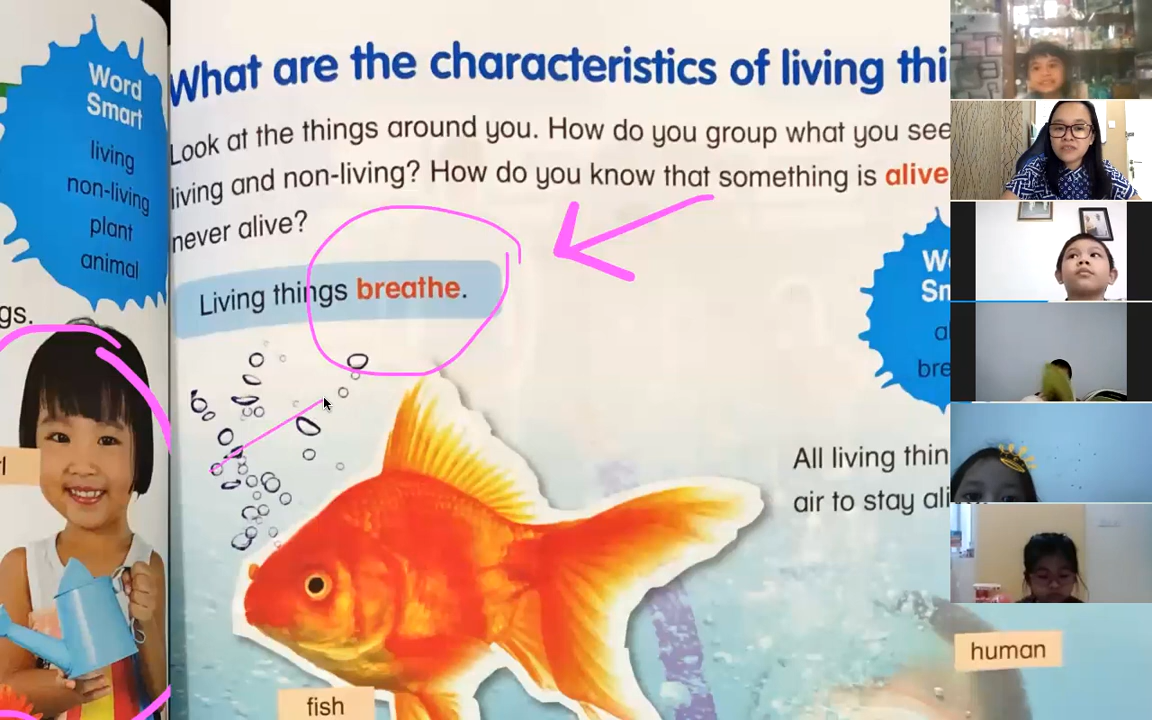 Word
Smart
living
non-living
plant
animal
gs.
What are the characteristics of living thi
Look at the things around you. How do you group what you see
living and non-living? How do you know that something is alive
never alive?
Living things breathe.
W
Sm
a
bre
All living thin
air to stay ali
fish
human